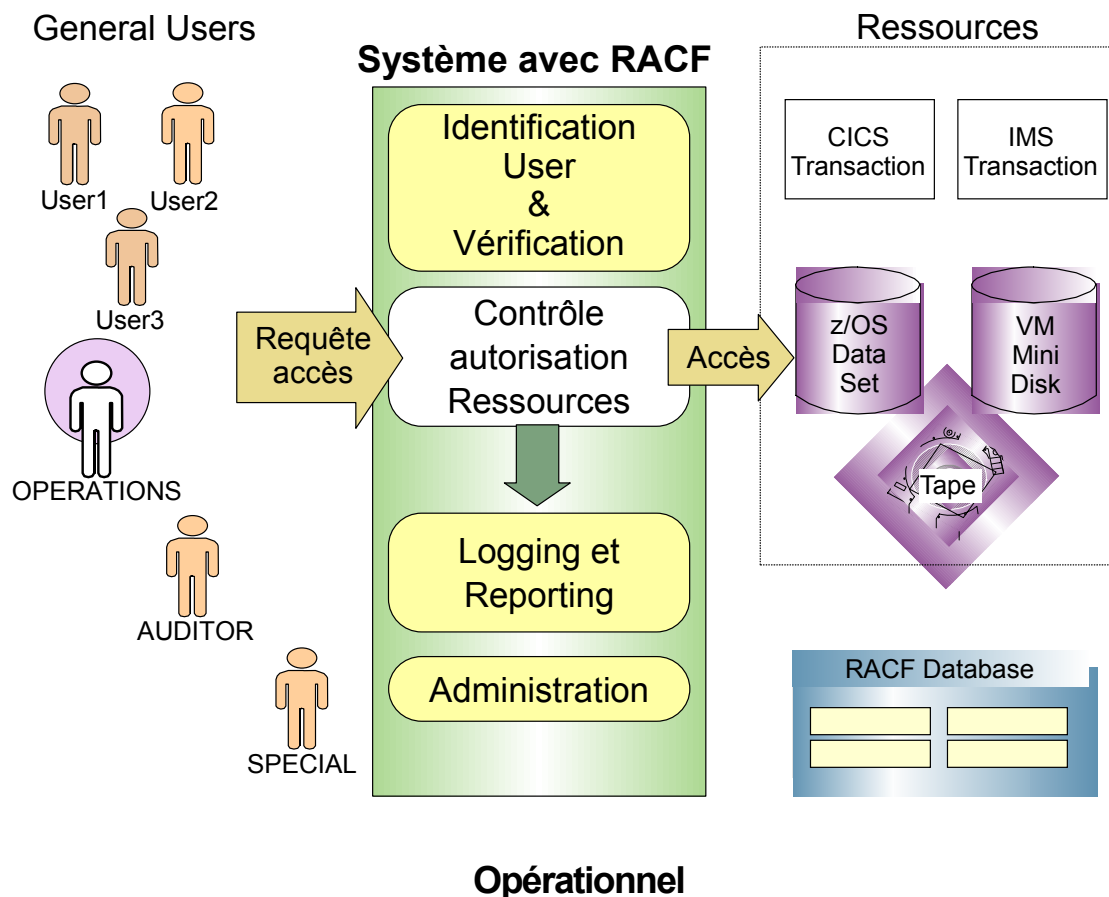 General Users
User1
User2
User3
OPERATIONS
AUDITOR
SPECIAL
Système avec RACF
Identification
User
&
Vérification
Requête
accès
Contrôle
autorisation
Ressources
Accès
Logging et
Reporting
Administration
Ressources
CICS
Transaction
IMS
Transaction
z/OS
Data
Set
VM
Mini
Disk
Tape
RACF Database
Opérationnel